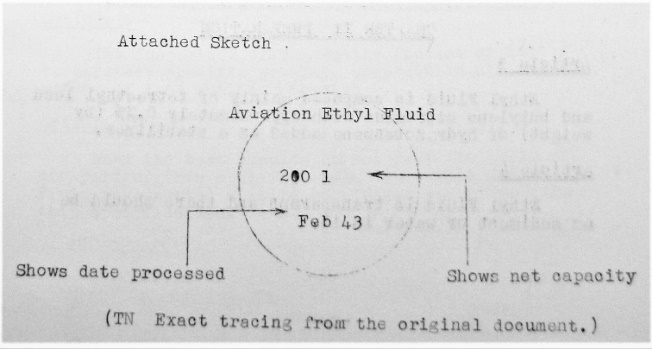 Attached Sketch
Aviation Ethyl Fluid
200 l
Feb 43
Shows date processed
Shows net capacity
(TN Exact tracing from the original document.)